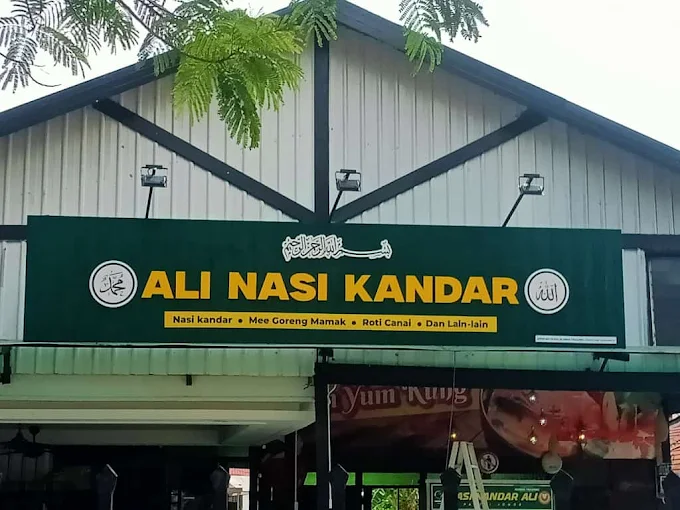 بسم الله الرحمن الرحيم
محمد
ALI NASI KANDAR
الله
Nasi kandar ● Mee Goreng Mamak ● Roti Canai ● Dan Lain-lain
Yum Kung
NASI KANDAR ALI